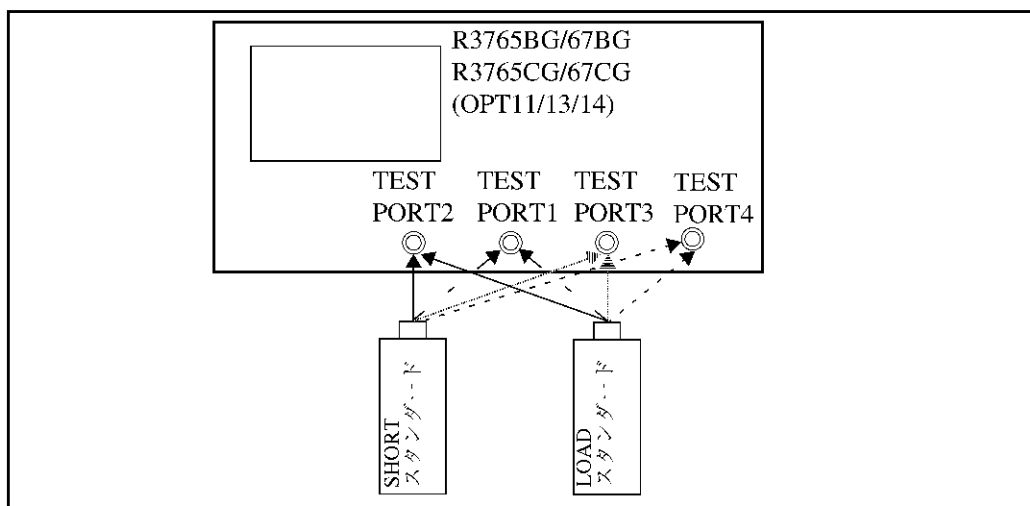 R3765BG/67BG
R3765CG/67CG
(OPT11/13/14)
TEST
PORT2
TEST
PORT1
TEST
PORT3
TEST
PORT4
SHORT
スタンダード
LOAD
スタンダード